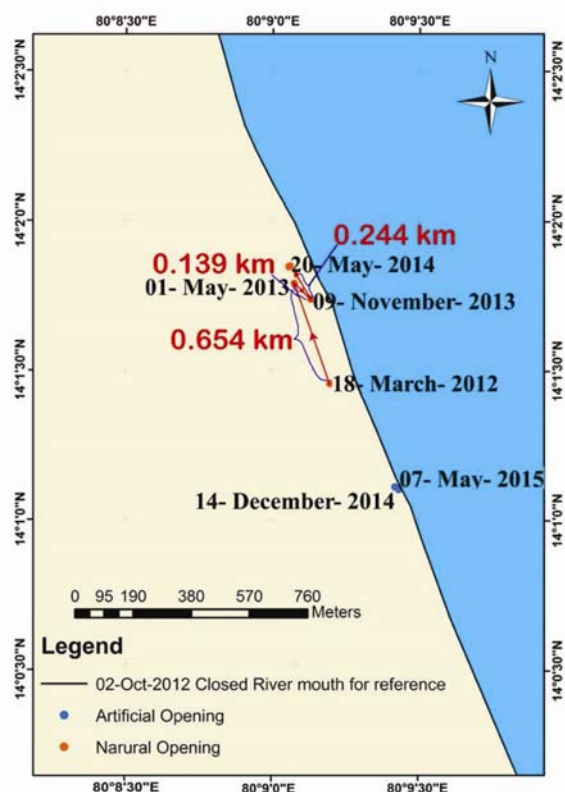 80°8'30"E 80°9'0"E 80°9'30"E
14°2'30"N 14°2'30"N
N
14°2'0"N 14°2'0"N
0.244 km
0.139 km 20- May- 2014
01- May- 2013
09- November- 2013
0.654 km
14°1'30"N 14°1'30"N
18- March- 2012
07- May- 2015
14- December- 2014
14°1'0"N 14°1'0"N
0 95 190 380 570 760
Meters
Legend
02-Oct-2012 Closed River mouth for reference
14°0'30"N 14°0'30"N
Artificial Opening
Narural Opening
80°8'30"E 80°9'0"E 80°9'30"E